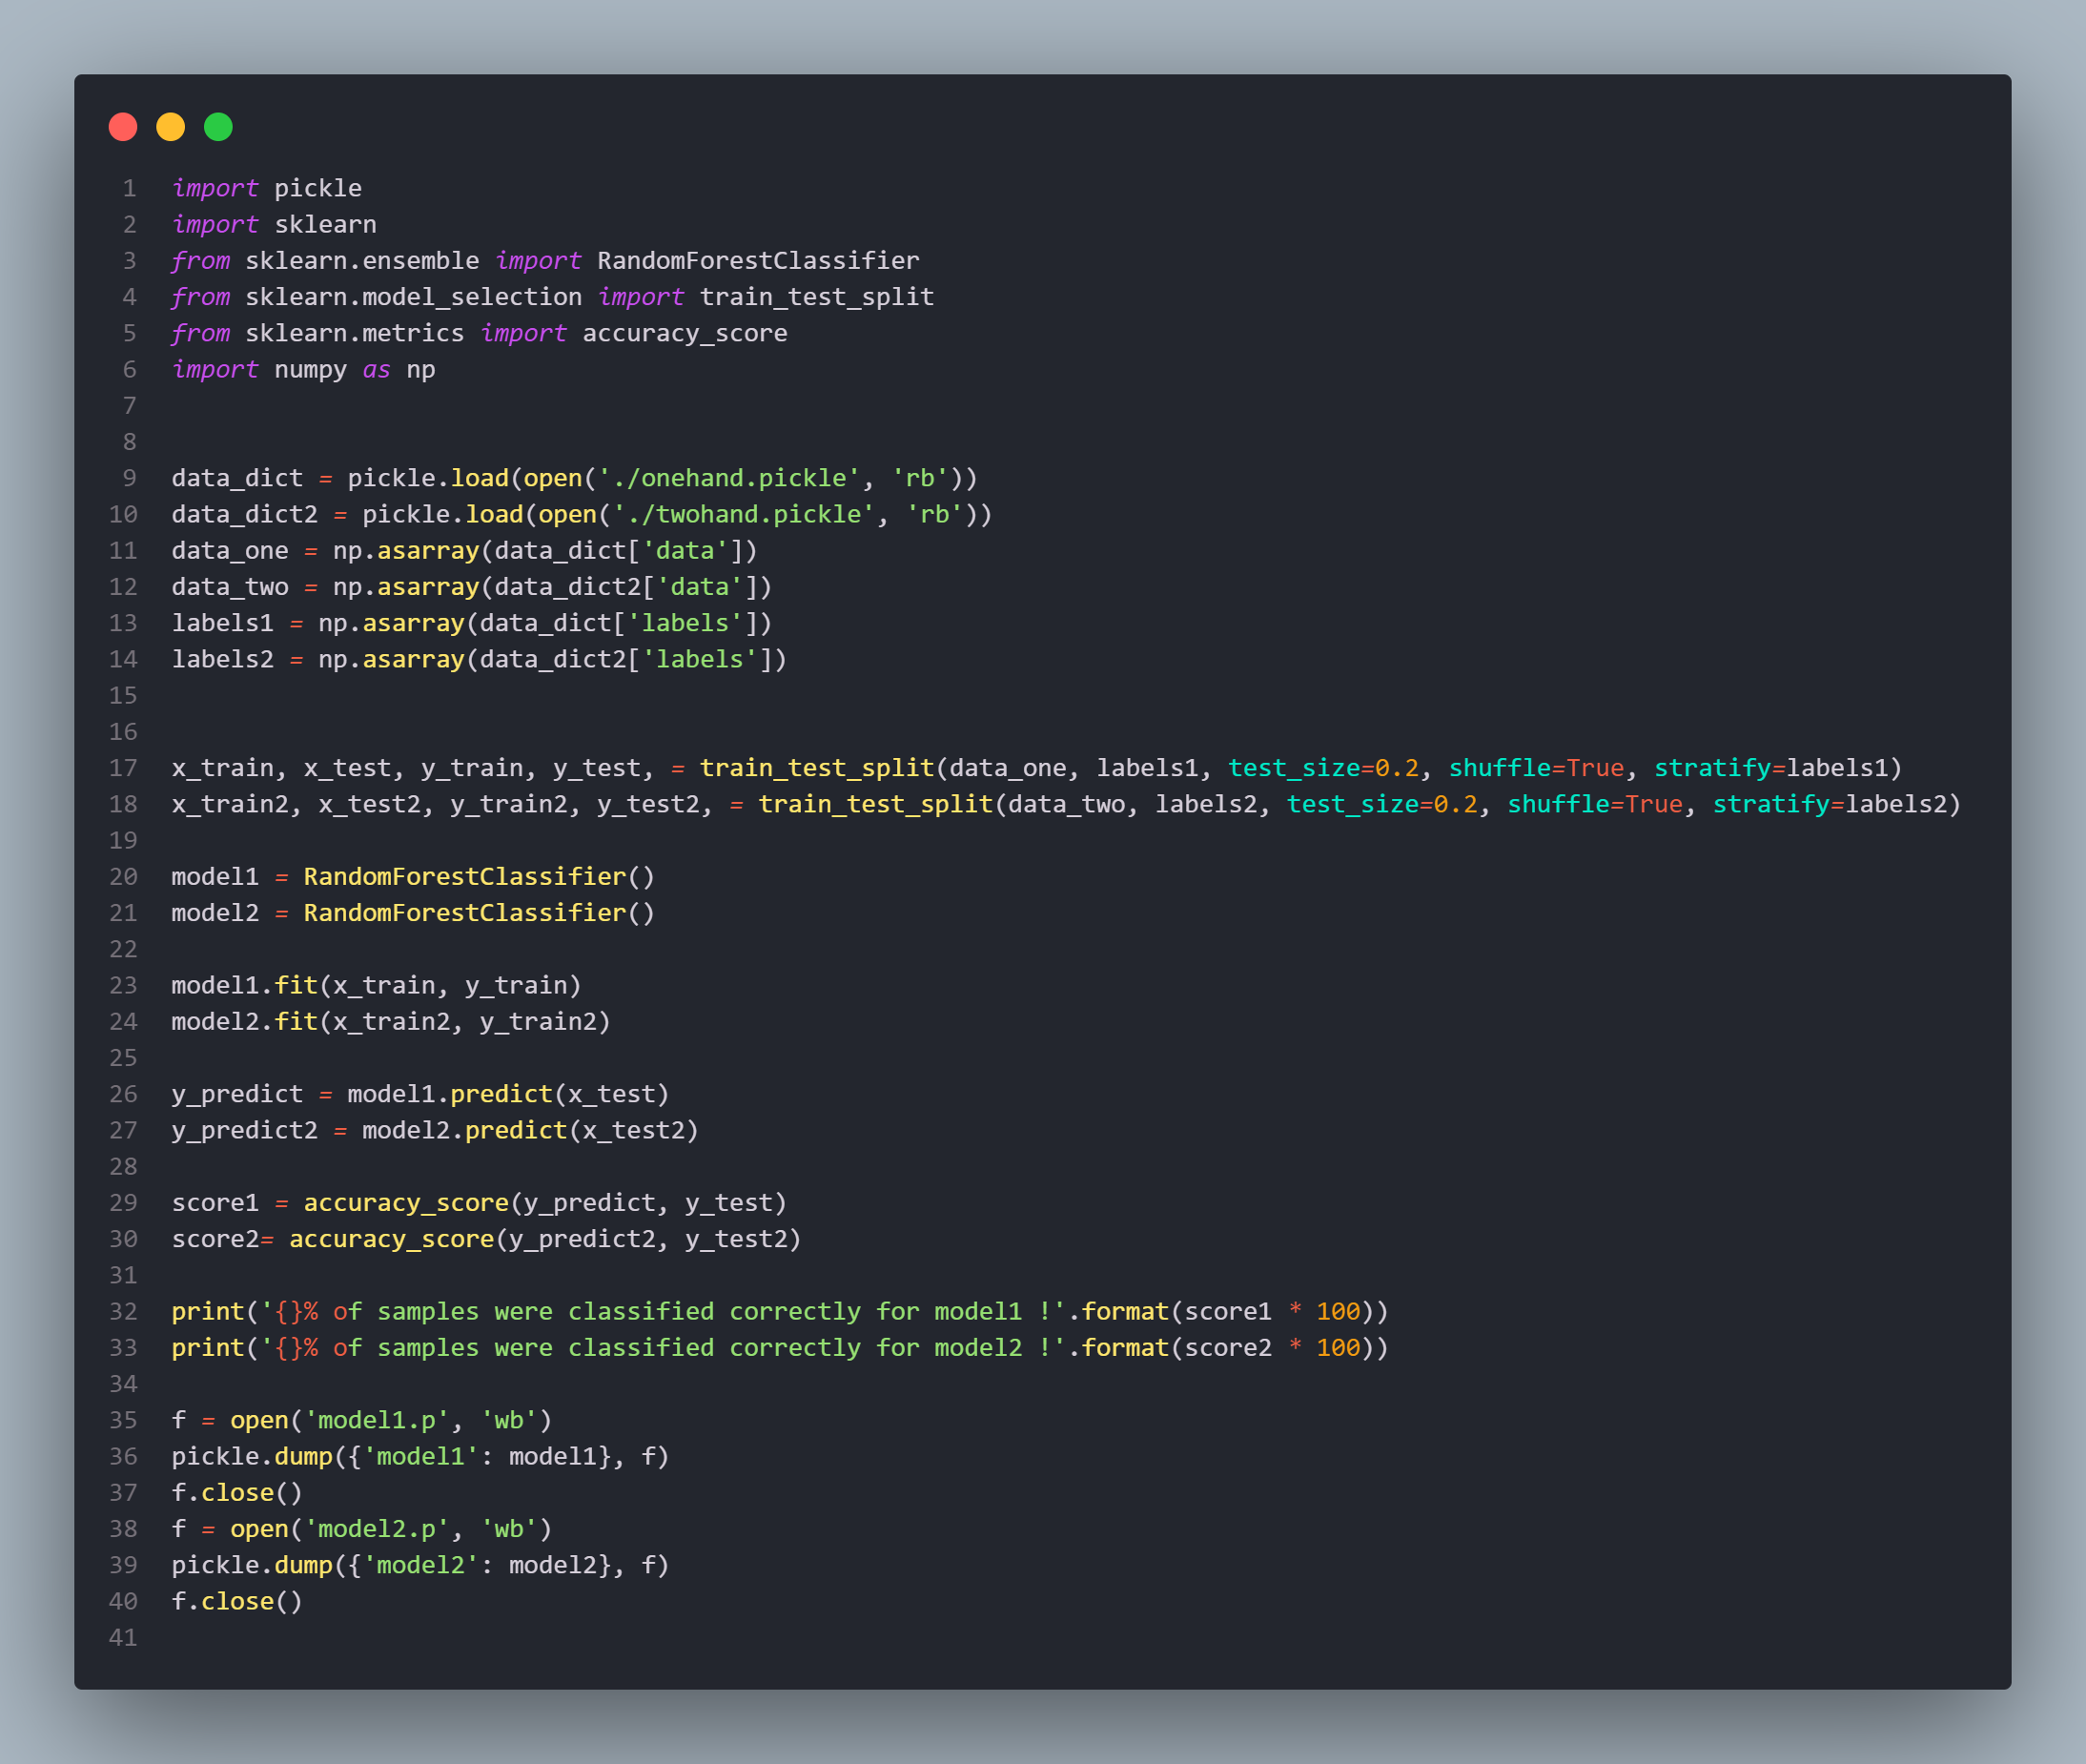 1 import pickle
2 import sklearn
3 from sklearn.ensemble import RandomForestClassifier
4 from sklearn.model_selection import train_test_split
5 from sklearn.metrics import accuracy_score
6 import numpy as np
7
8
9 data_dict = pickle.load(open('./onehand.pickle', 'rb'))
10 data_dict2 = pickle.load(open('./twohand.pickle', 'rb'))
11 data_one = np.asarray(data_dict['data'])
12 data_two = np.asarray(data_dict2['data'])
13 labels1 = np.asarray(data_dict['labels'])
14 labels2 = np.asarray(data_dict2['labels'])
15
16
17 x_train, x_test, y_train, y_test, = train_test_split(data_one, labels1, test_size=0.2, shuffle=True, stratify=labels1)
18 x_train2, x_test2, y_train2, y_test2, = train_test_split(data_two, labels2, test_size=0.2, shuffle=True, stratify=labels2)
19
20 model1 = RandomForestClassifier()
21 model2 = RandomForestClassifier()
22
23 model1.fit(x_train, y_train)
24 model2.fit(x_train2, y_train2)
25
26 y_predict = model1.predict(x_test)
27 y_predict2 = model2.predict(x_test2)
28
29 score1 = accuracy_score(y_predict, y_test)
30 score2= accuracy_score(y_predict2, y_test2)
31
32 print('{}% of samples were classified correctly for model1 !'.format(score1 * 100))
33 print('{}% of samples were classified correctly for model2 !'.format(score2 * 100))
34
35 f = open('model1.p', 'wb')
36 pickle.dump({'model1': model1}, f)
37 f.close()
38 f = open('model2.p', 'wb')
39 pickle.dump({'model2': model2}, f)
40 f.close()
41